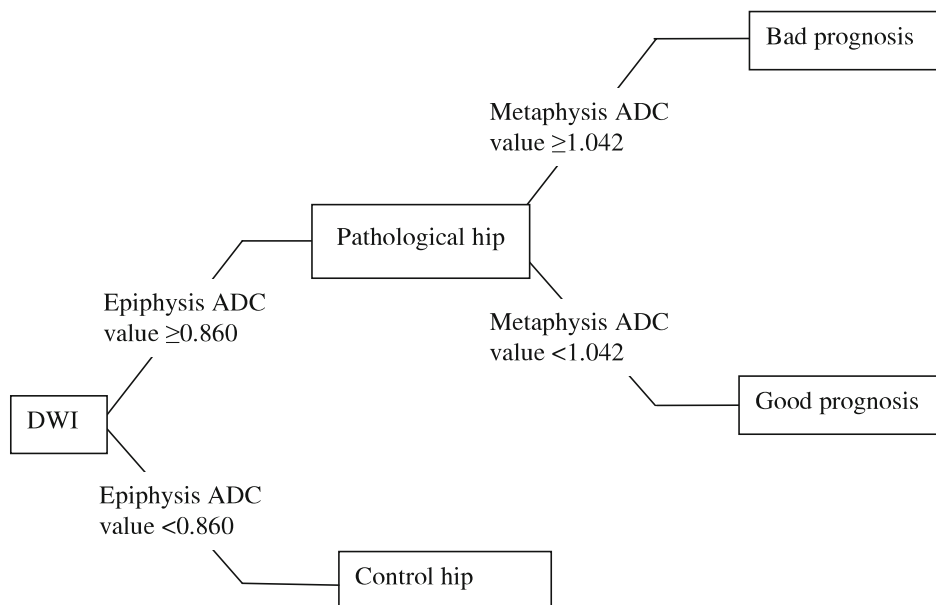 Bad prognosis
Metaphysis ADC
value ≥1.042
Pathological hip
Epiphysis ADC
value ≥0.860
Metaphysis ADC
value <1.042
Good prognosis
DWI
Epiphysis ADC
value <0.860
Control hip